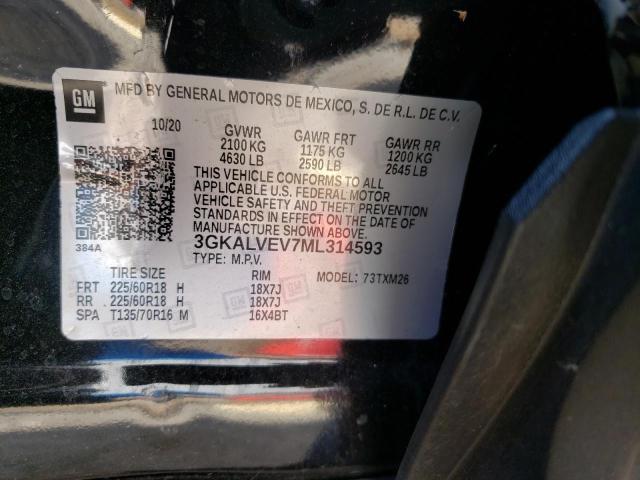 GM
MFD BY GENERAL MOTORS DE MEXICO, S. DE R.L. DE C.V.
10/20 GVWR GAWR FRT GAWR RR
2100 KG 1175 KG 1200 KG
4630 LB 2590 LB 2645 LB
THIS VEHICLE CONFORMS TO ALL
APPLICABLE U.S. FEDERAL MOTOR
VEHICLE SAFETY AND THEFT PREVENTION
STANDARDS IN EFFECT ON THE DATE OF
MANUFACTURE SHOWN ABOVE.
384A
3GKALVEV7ML314593
TYPE: M.P.V. MODEL: 73TXM26
TIRE SIZE RIM
FRT 225/60R18 H 18X7J
RR 225/60R18 H 18X7J
SPA T135/70R16 M 16X4BT